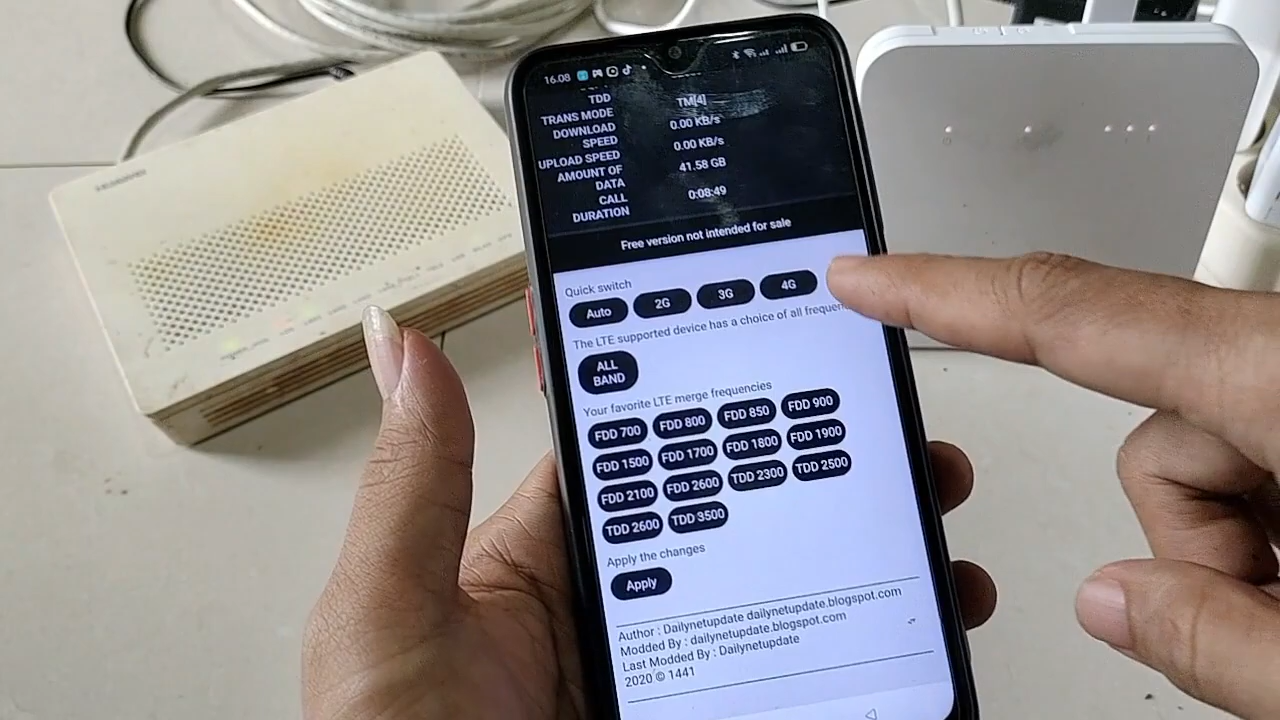 16.08
TDD
TRANS MODE TM[4]
DOWNLOAD
SPEED 0.00 KB/s
UPLOAD SPEED 0.00 KB/s
AMOUNT OF
DATA 41.58 GB
CALL
DURATION 0:08:49
Free version not intended for sale
Quick switch
Auto 2G 3G 4G
The LTE supported device has a choice of all frequen
ALL
BAND
Your favorite LTE merge frequencies
FDD 700 FDD 800 FDD 850 FDD 900
FDD 1500 FDD 1700 FDD 1800 FDD 1900
FDD 2100 FDD 2600 TDD 2300 TDD 2500
TDD 2600 TDD 3500
Apply the changes
Apply
Author : Dailynetupdate dailynetupdate.blogspot.com
Modded By : dailynetupdate.blogspot.com
Last Modded By : Dailynetupdate
2020 © 1441